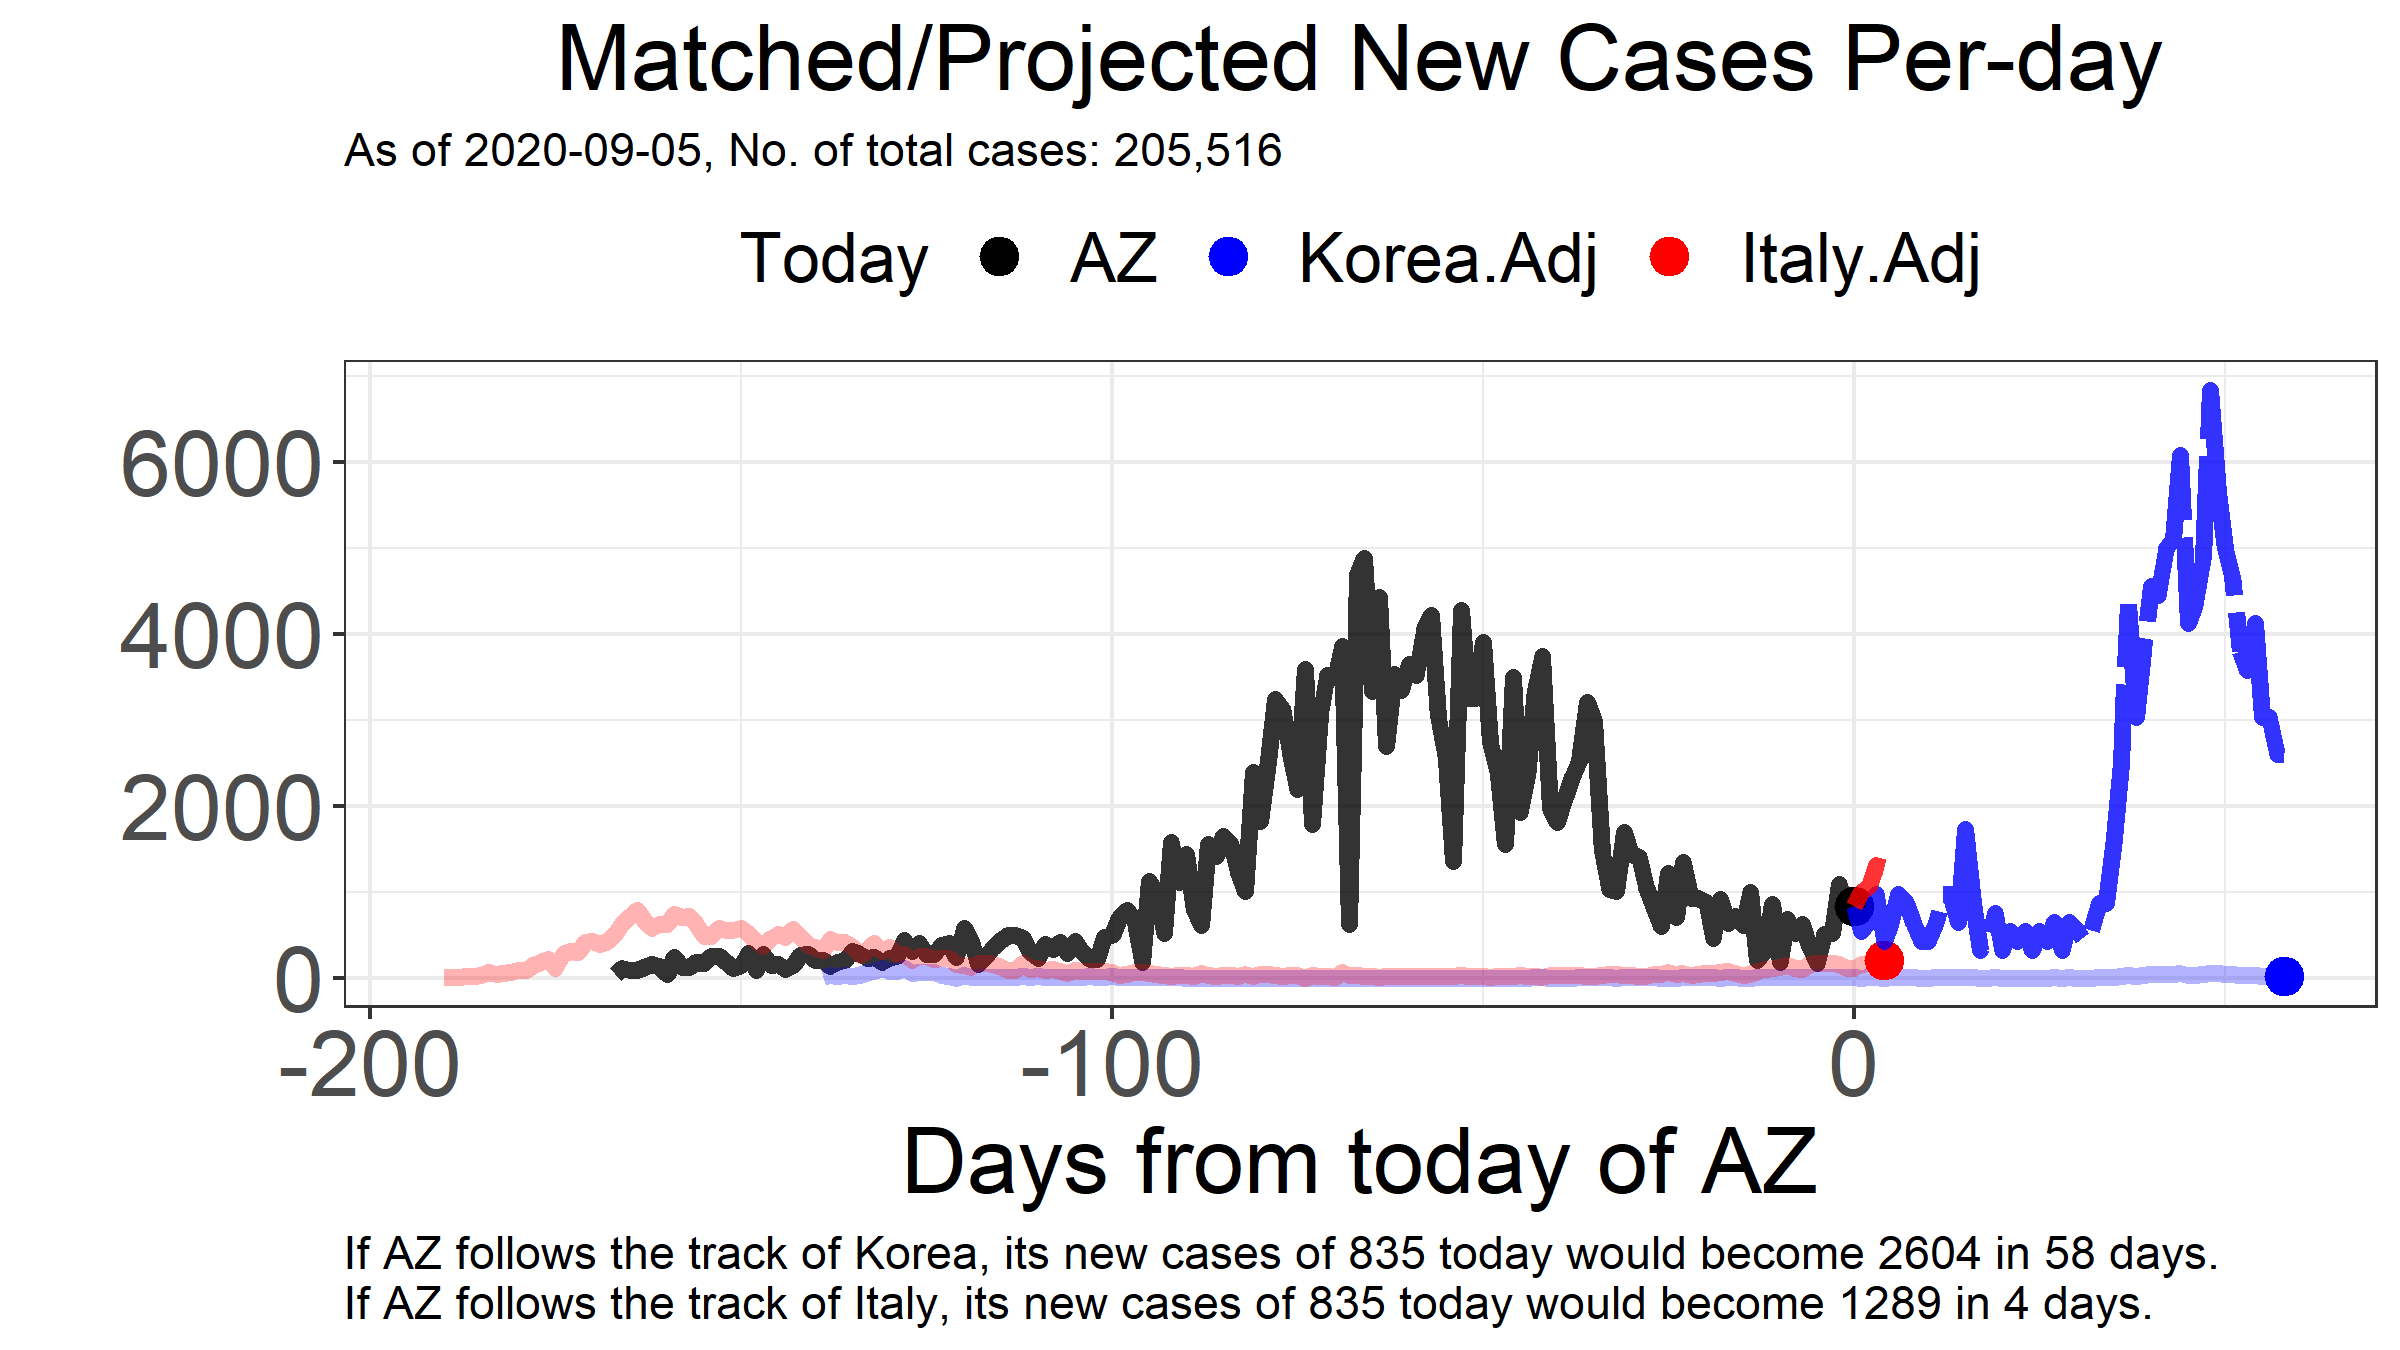 Matched/Projected New Cases Per-day
As of 2020-09-05, No. of total cases: 205,516
Today AZ Korea.Adj Italy.Adj
6000
4000
2000
0
-200 -100 0
Days from today of AZ
If AZ follows the track of Korea, its new cases of 835 today would become 2604 in 58 days.
If AZ follows the track of Italy, its new cases of 835 today would become 1289 in 4 days.